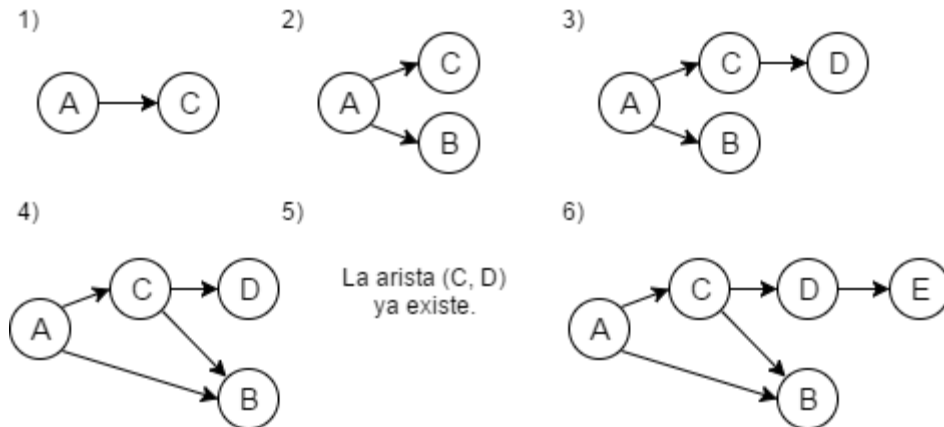 1)
A
C
2)
C
A
B
3)
C
D
A
B
4)
C
D
A
B
5)
La arista (C, D)
ya existe.
6)
C
D
E
A
B